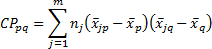 CP_{pq} = \sum_{j=1}^{m} n_j (\bar{x}_{jp} - \bar{x}_p)(\bar{x}_{jq} - \bar{x}_q)